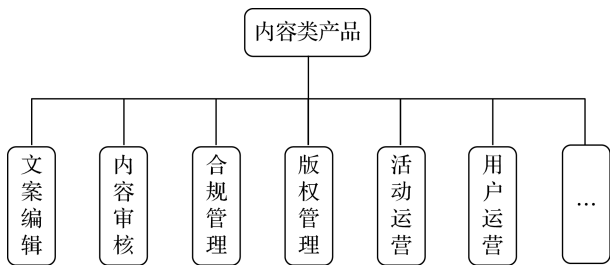 内容类产品
文案编辑
内容审核
合规管理
版权管理
活动运营
用户运营
…